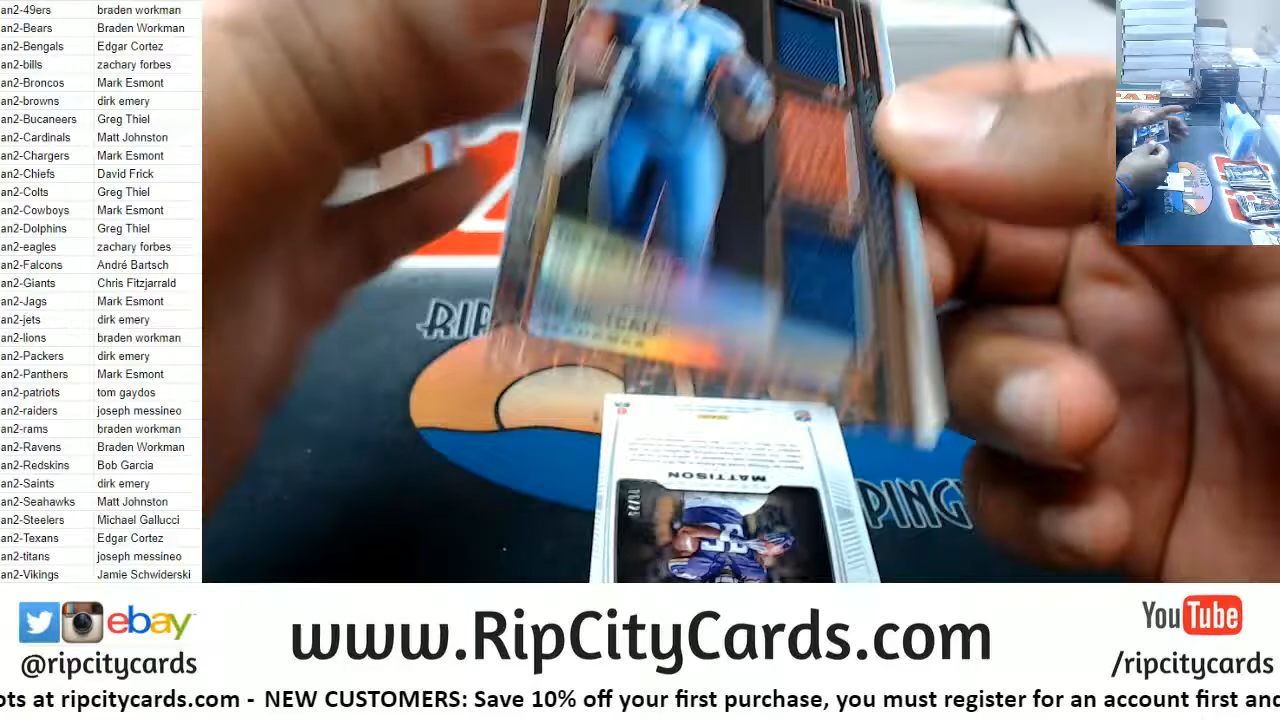 an2-49ers braden workman
an2-Bears Braden Workman
an2-Bengals Edgar Cortez
an2-bills zachary forbes
an2-Broncos Mark Esmont
an2-browns dirk emery
an2-Bucaneers Greg Thiel
an2-Cardinals Matt Johnston
an2-Chargers Mark Esmont
an2-Chiefs David Frick
an2-Colts Greg Thiel
an2-Cowboys Mark Esmont
an2-Dolphins Greg Thiel
an2-eagles zachary forbes
an2-Falcons André Bartsch
an2-Giants Chris Fitzjarrald
an2-Jags Mark Esmont
an2-jets dirk emery
an2-lions braden workman
an2-Packers dirk emery
an2-Panthers Mark Esmont
an2-patriots tom gaydos
an2-raiders joseph messineo
an2-rams braden workman
an2-Ravens Braden Workman
an2-Redskins Bob Garcia
dirk emery
an2-Seahawks Matt Johnston
an2-Steelers Michael Gallucci
an2-Texans Edgar Cortez
an2-titans joseph messineo
an2-Vikings Jamie Schwiderski
RIP
PING
MATTISON
ebay
@ripcitycards
www.RipCityCards.com
YouTube
/ripcitycards
ots at ripcitycards.com - NEW CUSTOMERS: Save 10% off your first purchase, you must register for an account first and